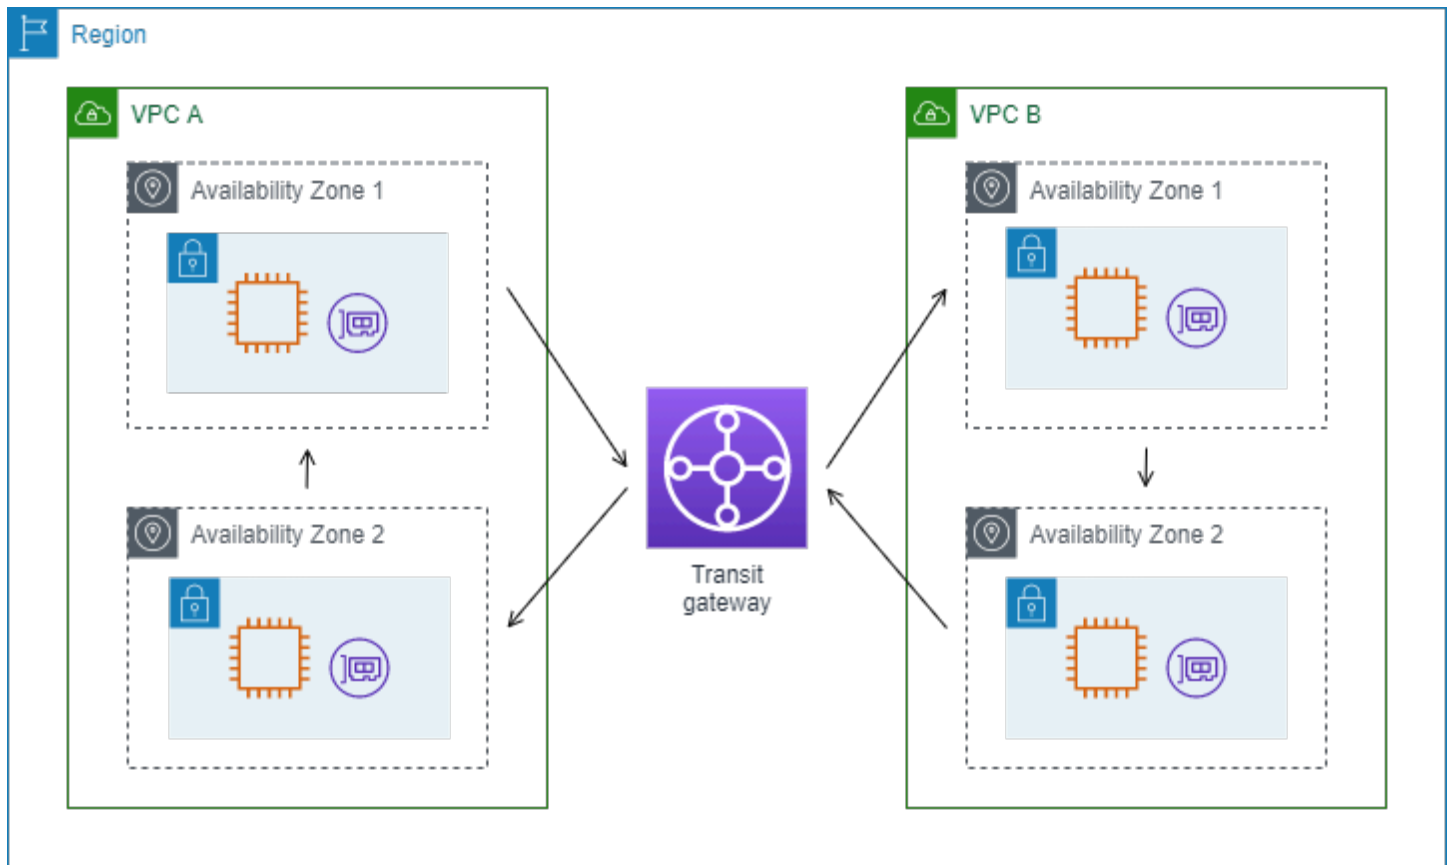 Region
VPC A
VPC B
Availability Zone 1
Availability Zone 1
Transit
gateway
Availability Zone 2
Availability Zone 2